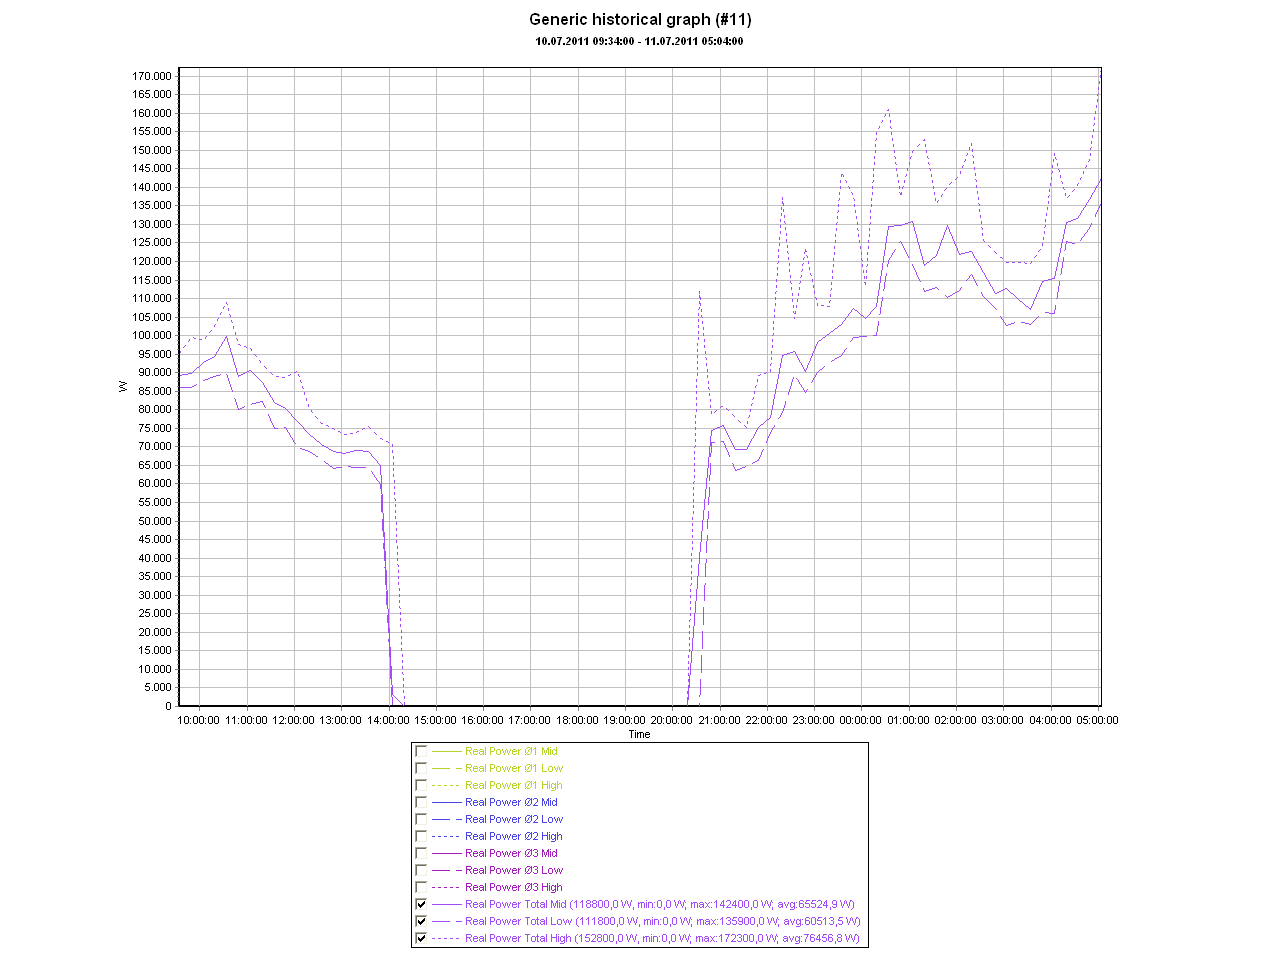 Generic historical graph (#11)
10.07.2011 09:34:00 - 11.07.2011 05:04:00
170.000
165.000
160.000
155.000
150.000
145.000
140.000
135.000
130.000
125.000
120.000
115.000
110.000
105.000
100.000
95.000
90.000
85.000
80.000
75.000
70.000
65.000
60.000
55.000
50.000
45.000
40.000
35.000
30.000
25.000
20.000
15.000
10.000
5.000
0
W
10:00:00 11:00:00 12:00:00 13:00:00 14:00:00 15:00:00 16:00:00 17:00:00 18:00:00 19:00:00 20:00:00 21:00:00 22:00:00 23:00:00 00:00:00 01:00:00 02:00:00 03:00:00 04:00:00 05:00:00
Time
Real Power Ø1 Mid
Real Power Ø1 Low
Real Power Ø1 High
Real Power Ø2 Mid
Real Power Ø2 Low
Real Power Ø2 High
Real Power Ø3 Mid
Real Power Ø3 Low
Real Power Ø3 High
Real Power Total Mid (118800,0 W, min:0,0 W; max:142400,0 W; avg:65524,9 W)
Real Power Total Low (111800,0 W, min:0,0 W; max:135900,0 W; avg:60513,5 W)
Real Power Total High (152800,0 W, min:0,0 W; max:172300,0 W; avg:76456,8 W)